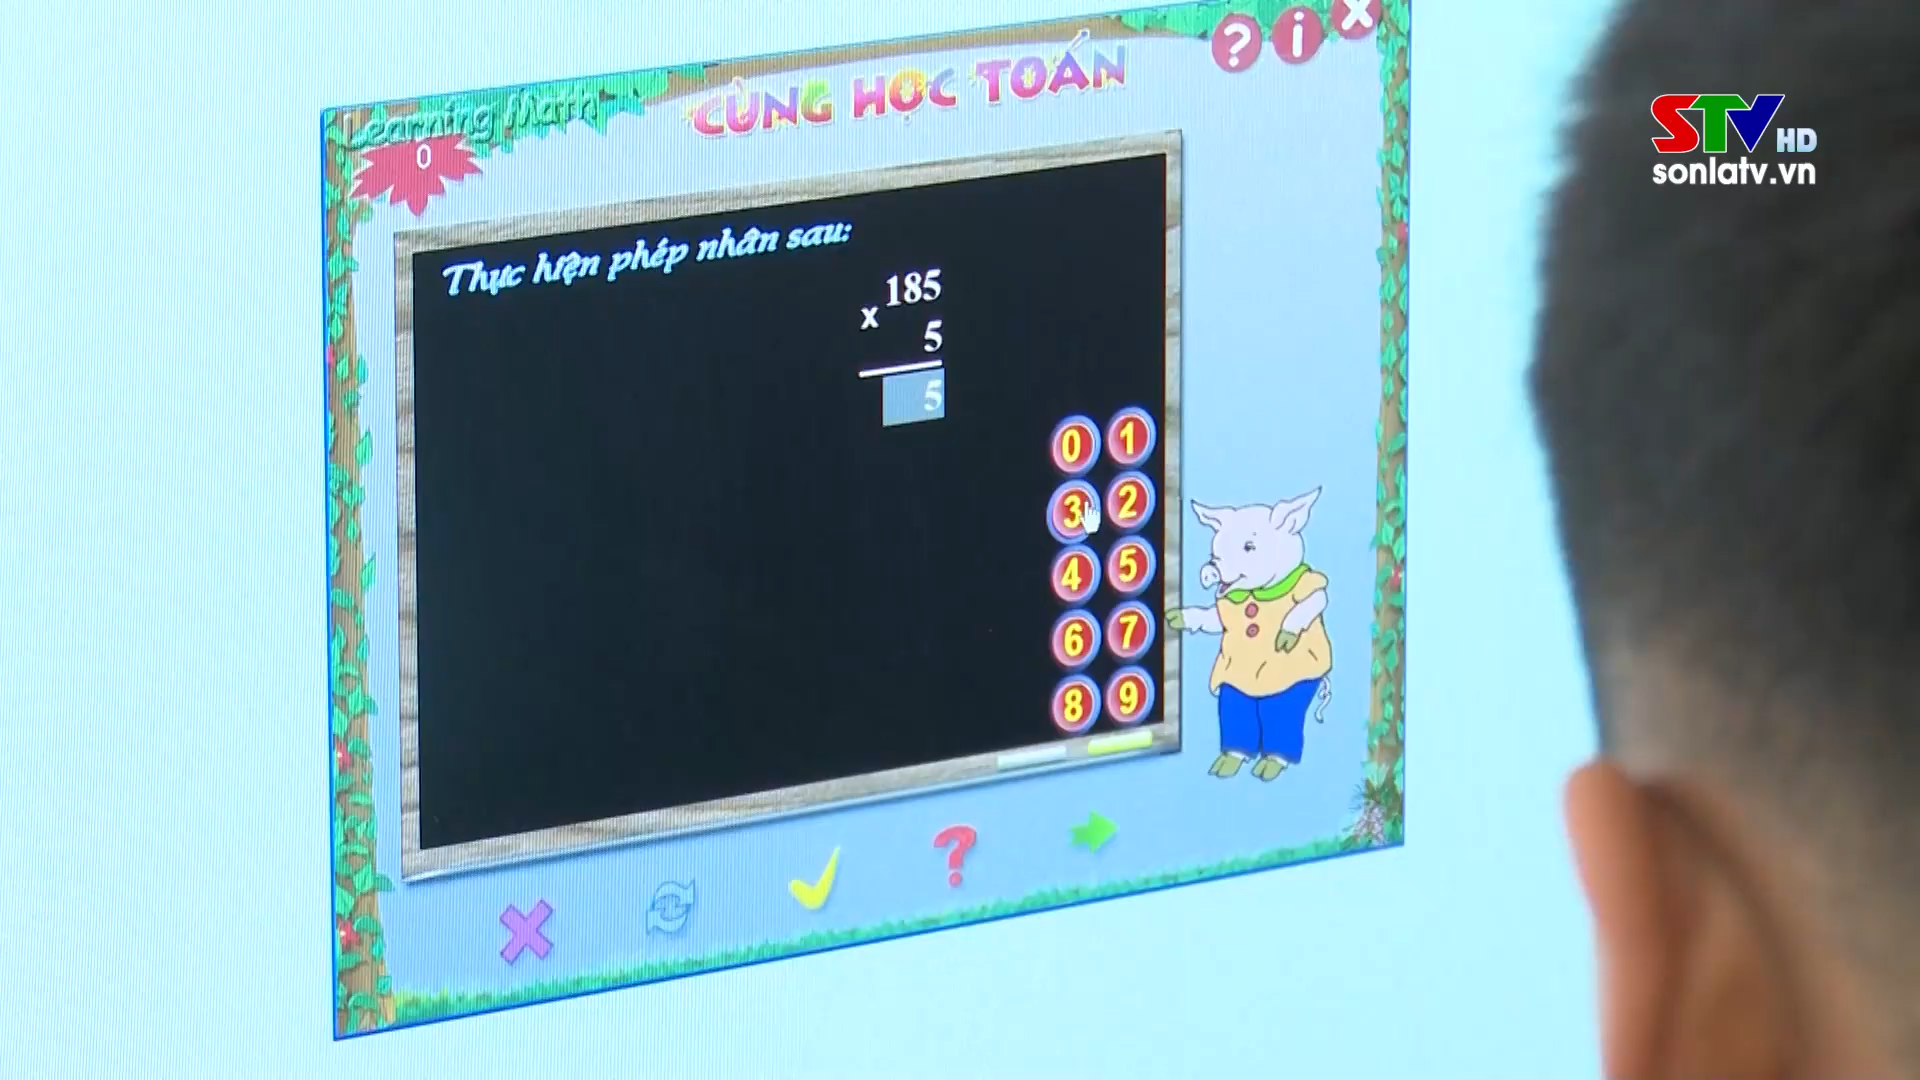 Learning Math
CÙNG HỌC TOÁN
? i X
0
Thực hiện phép nhân sau:
185
x
5
5
0 1
3 2
4 5
6 7
8 9
?
STV HD
sonlatv.vn